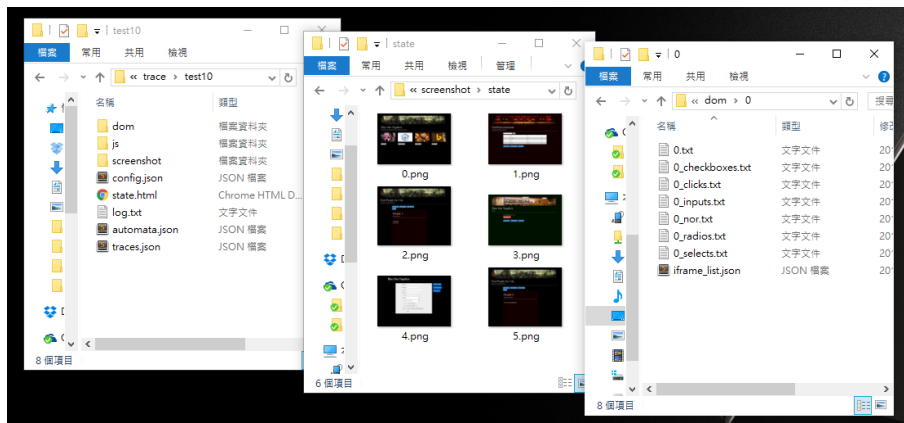 test10
檔案 常用 共用 檢視
« trace › test10
名稱 類型
dom 檔案資料夾
js 檔案資料夾
screenshot 檔案資料夾
config.json JSON 檔案
state.html Chrome HTML D...
log.txt 文字文件
automata.json JSON 檔案
traces.json JSON 檔案
8 個項目
state
檔案 常用 共用 檢視 管理
« screenshot › state
0.png 1.png
2.png 3.png
4.png 5.png
6 個項目
0
檔案 常用 共用 檢視
« dom › 0 搜尋
名稱 類型
0.txt 文字文件
0_checkboxes.txt 文字文件
0_clicks.txt 文字文件
0_inputs.txt 文字文件
0_nor.txt 文字文件
0_radios.txt 文字文件
0_selects.txt 文字文件
iframe_list.json JSON 檔案
8 個項目